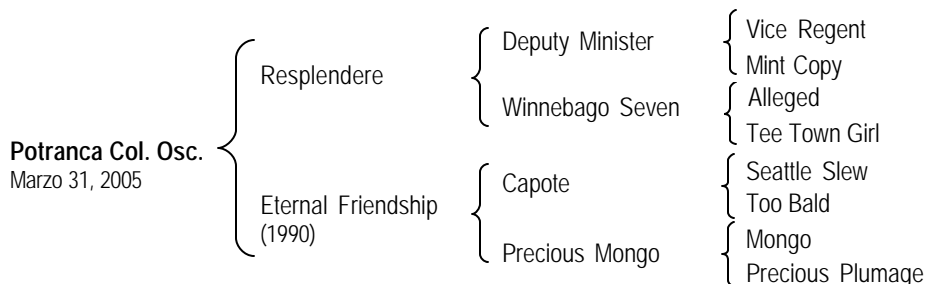 Potranca Col. Osc.
Marzo 31, 2005
Resplendere
Eternal Friendship
(1990)
Deputy Minister
Winnebago Seven
Capote
Precious Mongo
Vice Regent
Mint Copy
Alleged
Tee Town Girl
Seattle Slew
Too Bald
Mongo
Precious Plumage